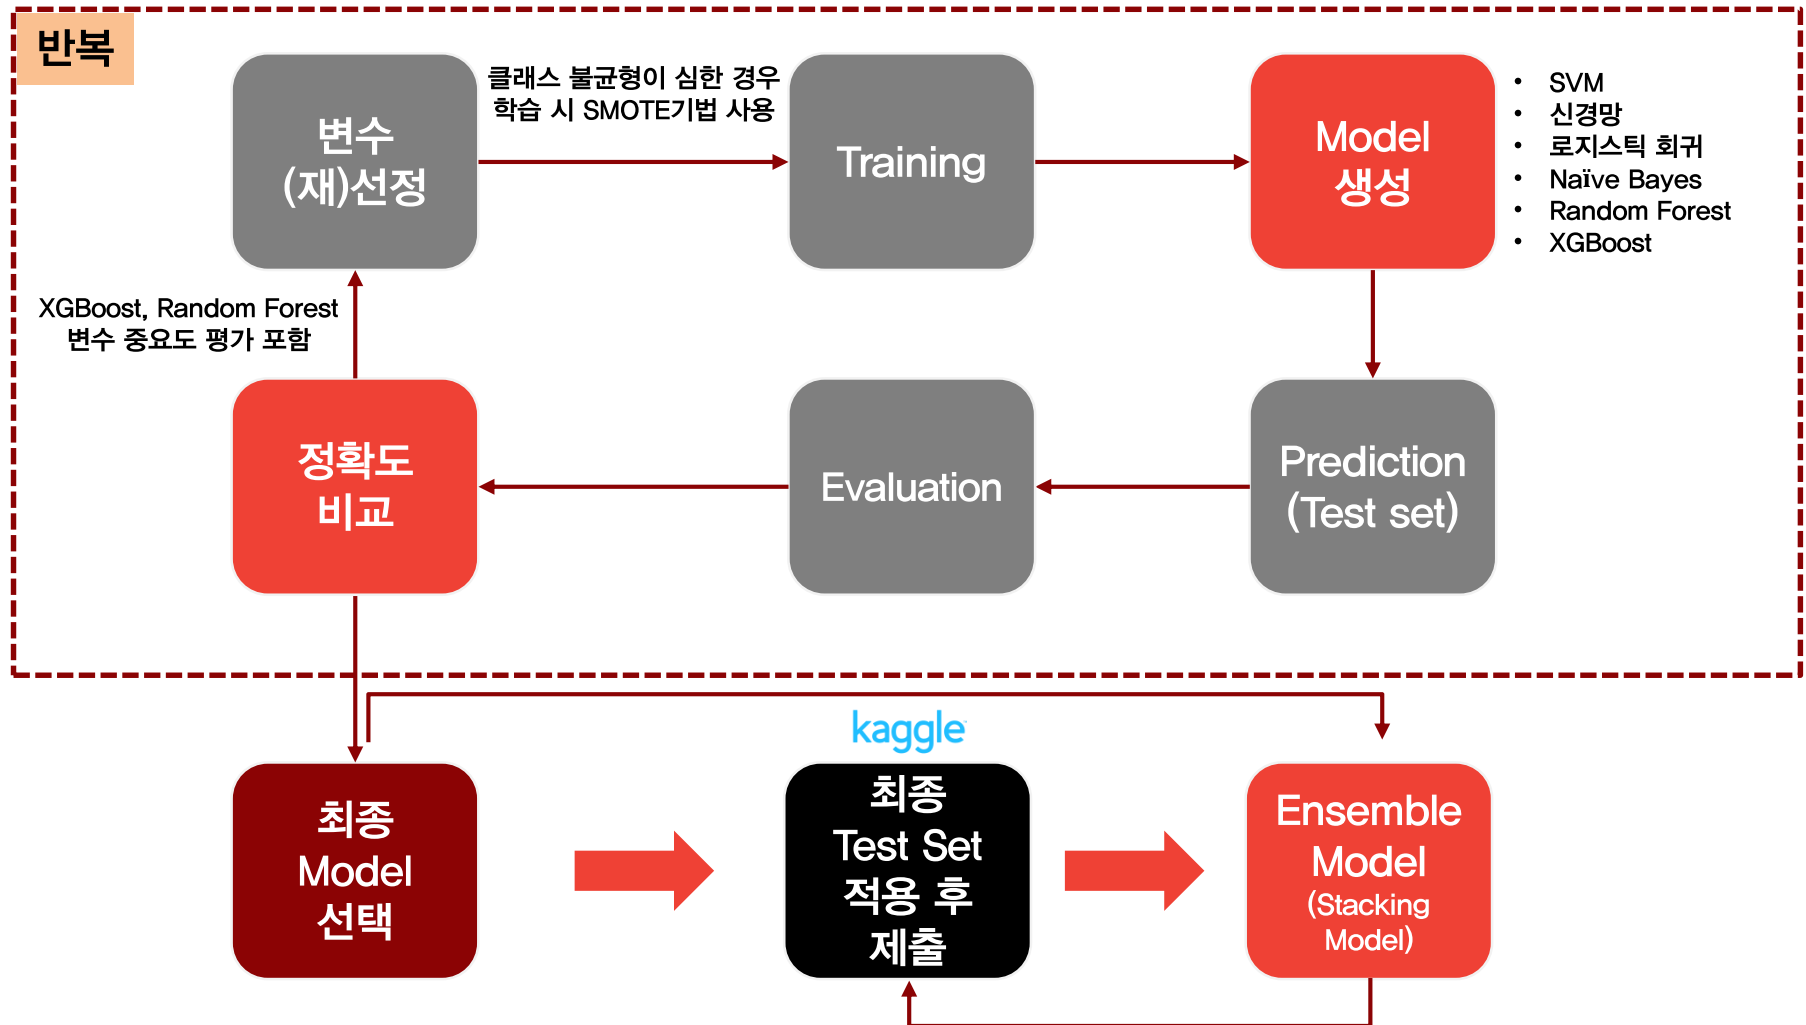 반복
변수
(재)선정
클래스 불균형이 심한 경우
학습 시 SMOTE기법 사용
Training
Model
생성
• SVM
• 신경망
• 로지스틱 회귀
• Naïve Bayes
• Random Forest
• XGBoost
XGBoost, Random Forest
변수 중요도 평가 포함
정확도
비교
Evaluation
Prediction
(Test set)
kaggle
최종
Model
선택
최종
Test Set
적용 후
제출
Ensemble
Model
(Stacking
Model)